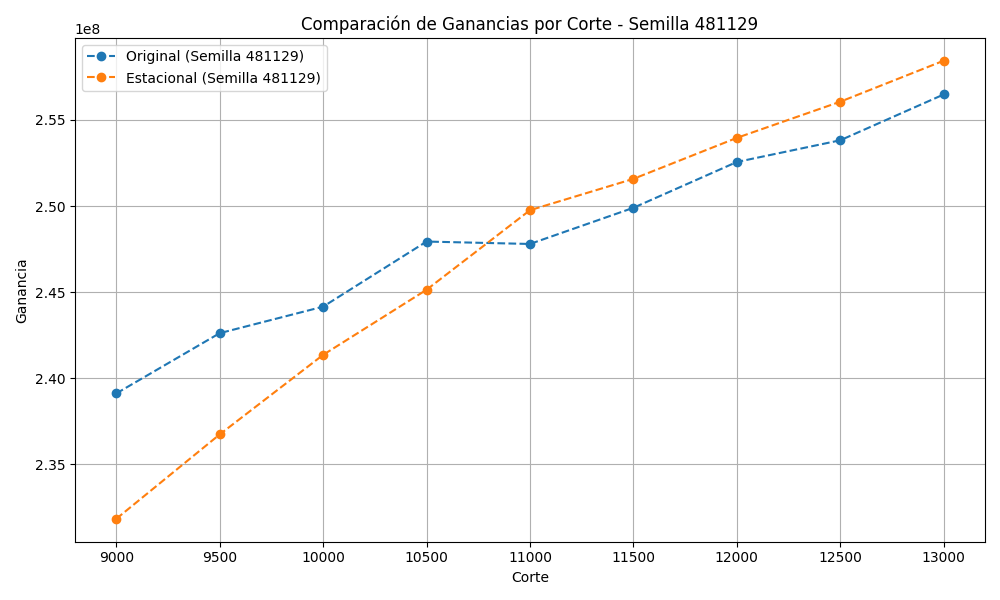 Comparación de Ganancias por Corte - Semilla 481129
1e8
Original (Semilla 481129)
Estacional (Semilla 481129)
2.55
2.50
2.45
2.40
2.35
Ganancia
9000 9500 10000 10500 11000 11500 12000 12500 13000
Corte